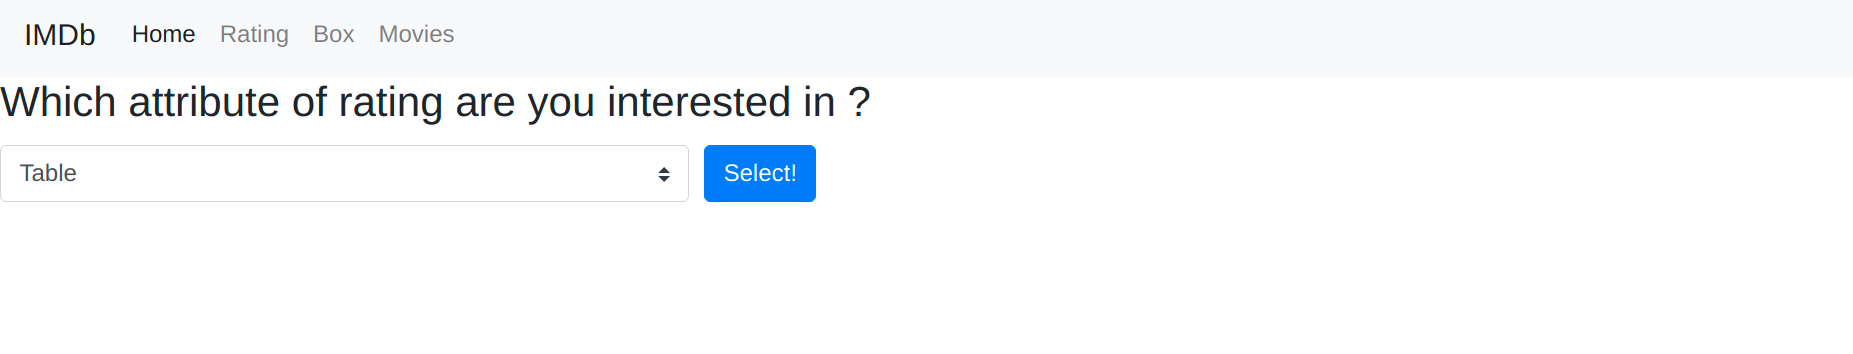 IMDb Home Rating Box Movies
Which attribute of rating are you interested in ?
Table Select!